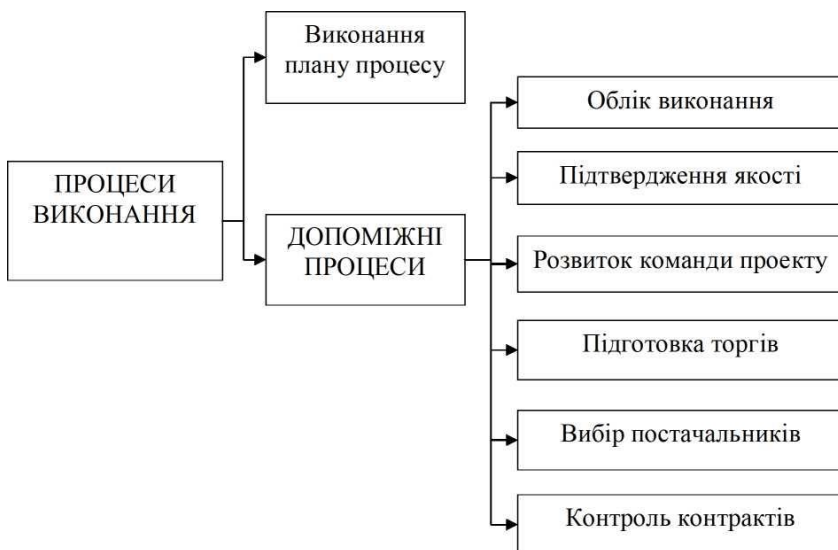 ПРОЦЕСИ
ВИКОНАННЯ
Виконання
плану процесу
ДОПОМІЖНІ
ПРОЦЕСИ
Облік виконання
Підтвердження якості
Розвиток команди проекту
Підготовка торгів
Вибір постачальників
Контроль контрактів